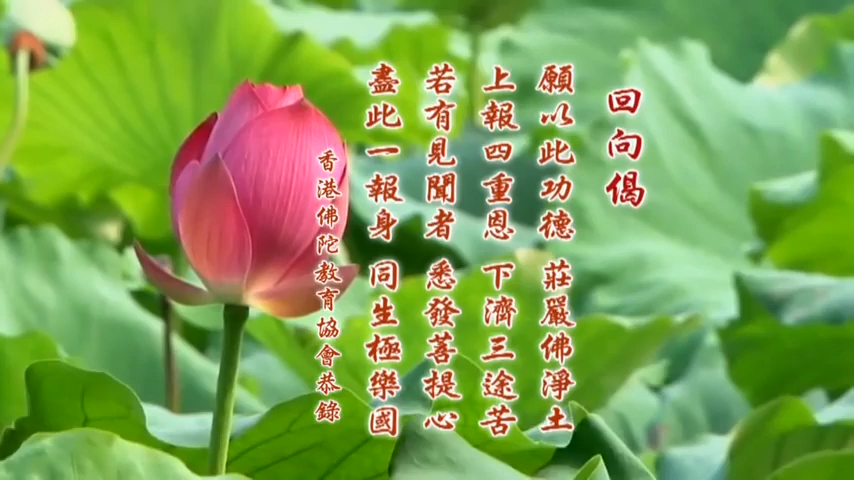 回向偈
願以此功德 莊嚴佛淨土
上報四重恩 下濟三途苦
若有見聞者 悉發菩提心
盡此一報身 同生極樂國
香港佛陀教育協會恭錄